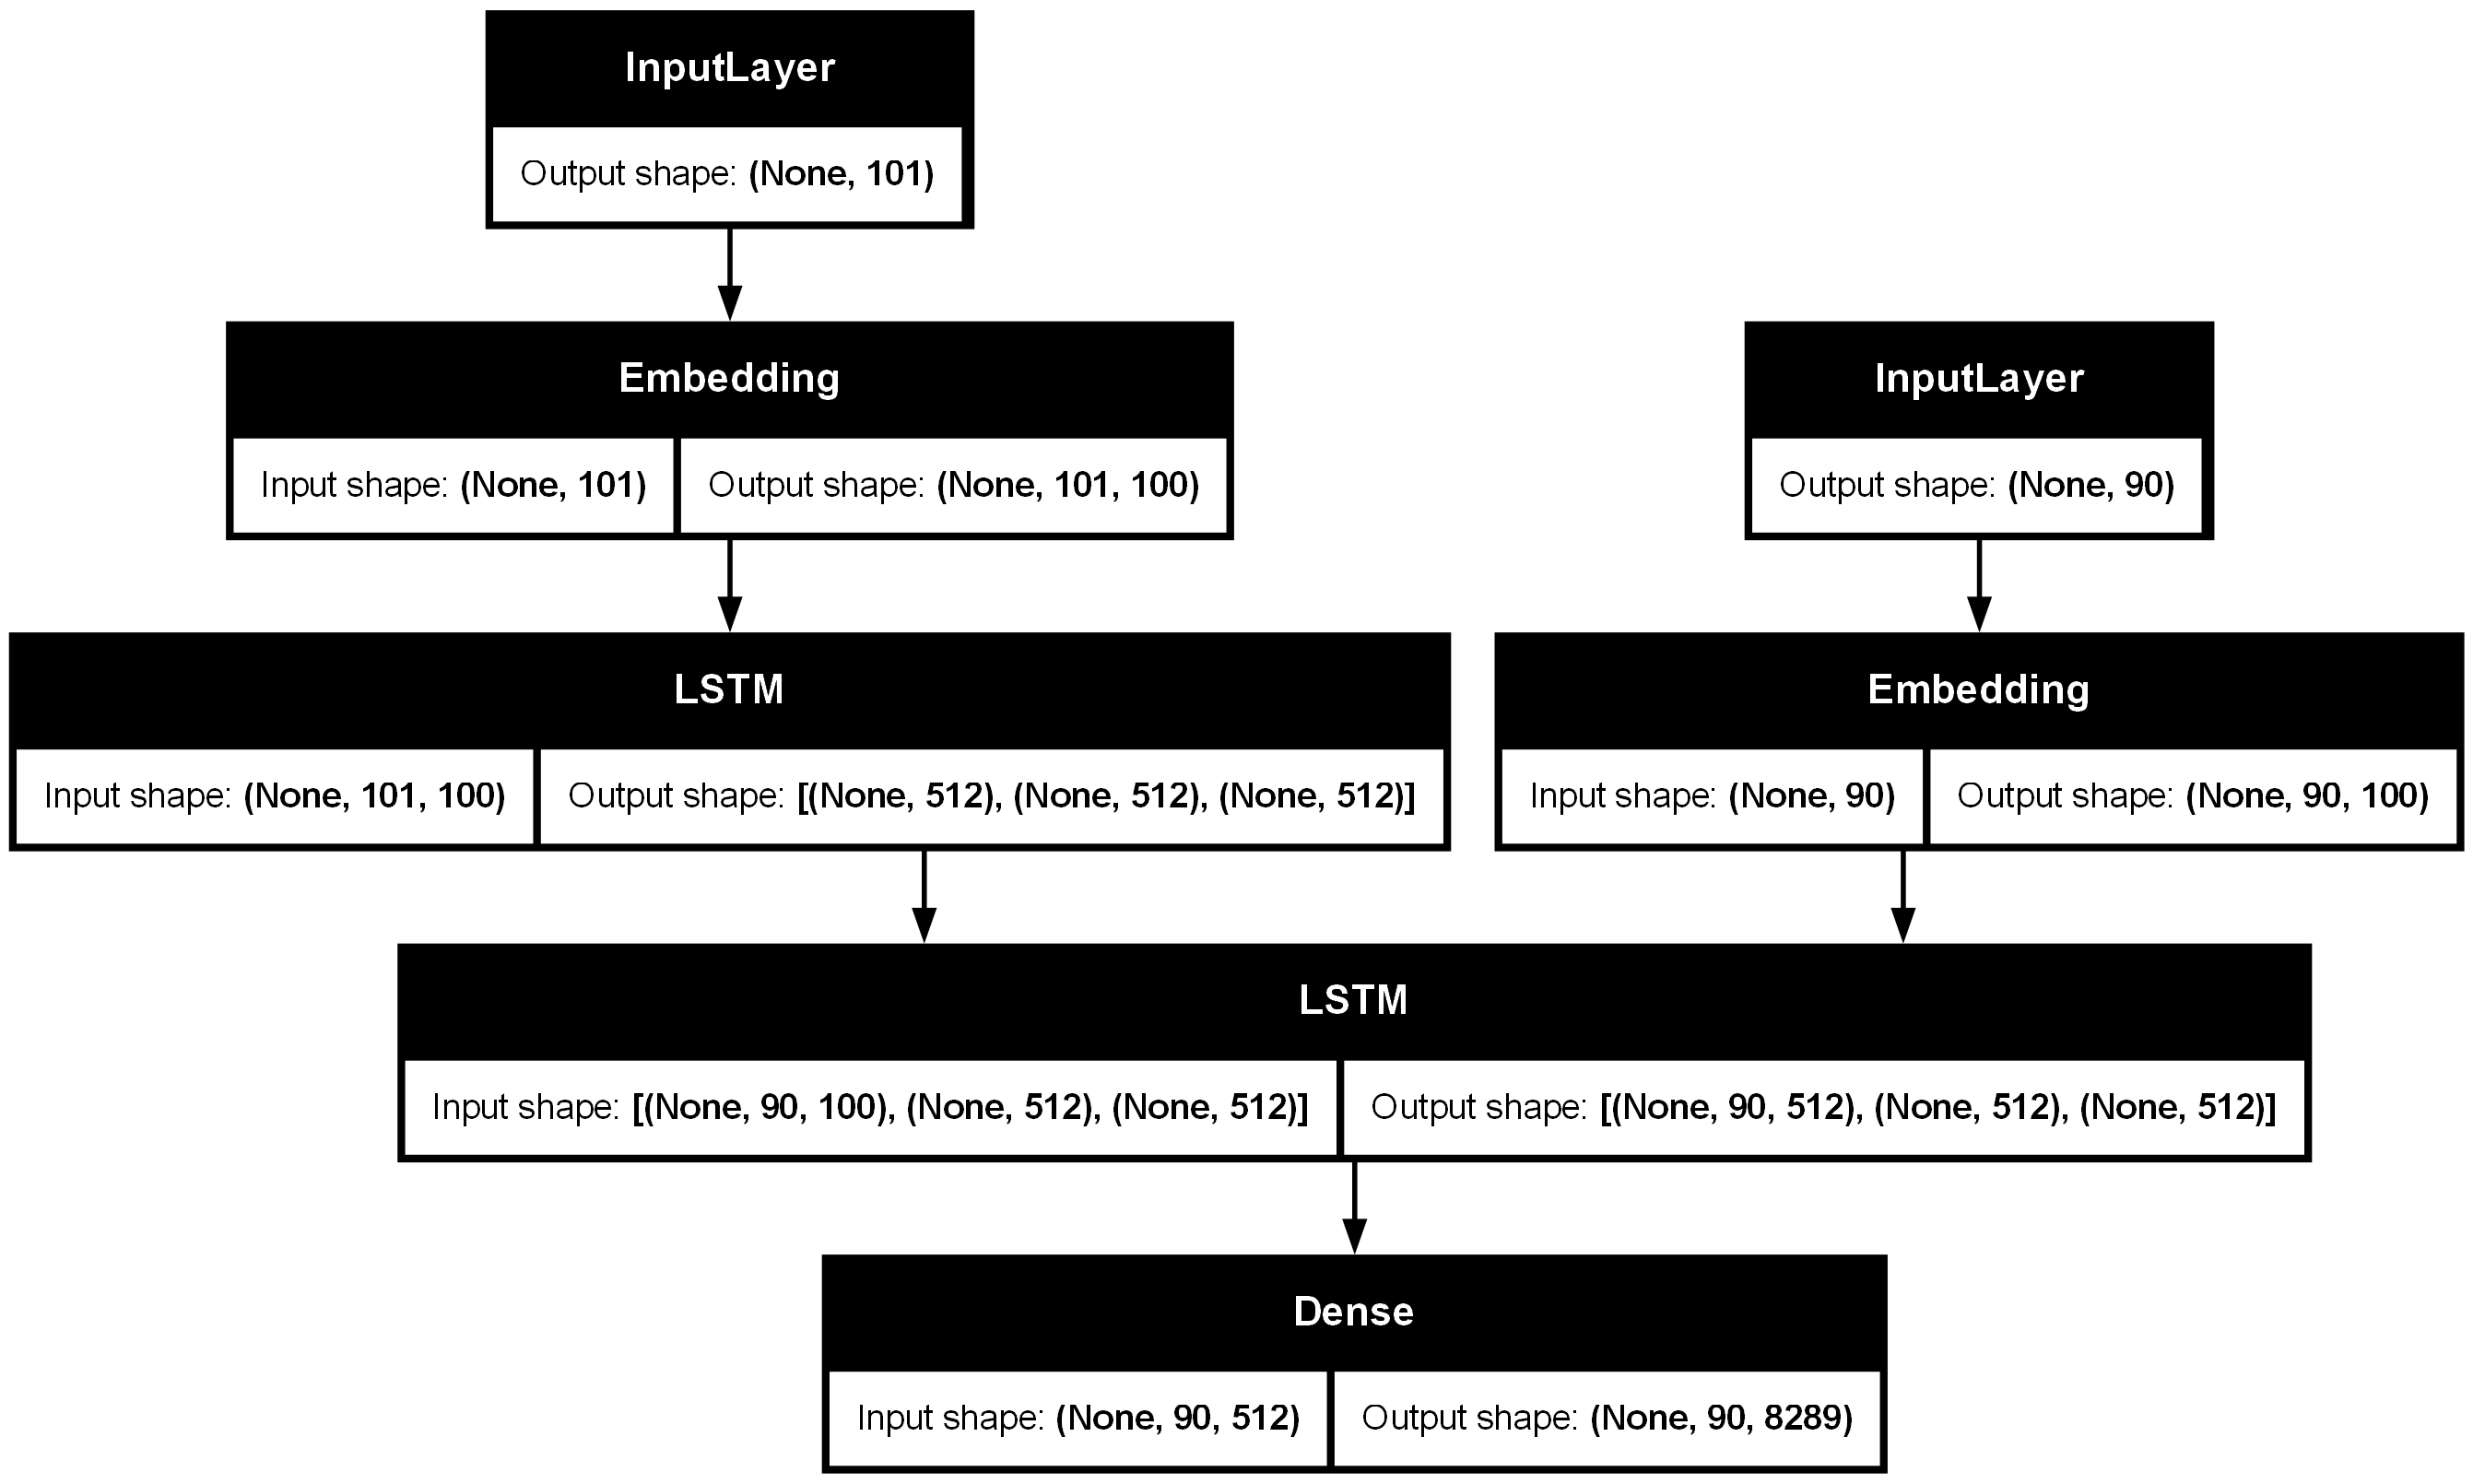 InputLayer
Output shape: (None, 101)
Embedding
Input shape: (None, 101)
Output shape: (None, 101, 100)
InputLayer
Output shape: (None, 90)
LSTM
Input shape: (None, 101, 100)
Output shape: [(None, 512), (None, 512), (None, 512)]
Embedding
Input shape: (None, 90)
Output shape: (None, 90, 100)
LSTM
Input shape: [(None, 90, 100), (None, 512), (None, 512)]
Output shape: [(None, 90, 512), (None, 512), (None, 512)]
Dense
Input shape: (None, 90, 512)
Output shape: (None, 90, 8289)